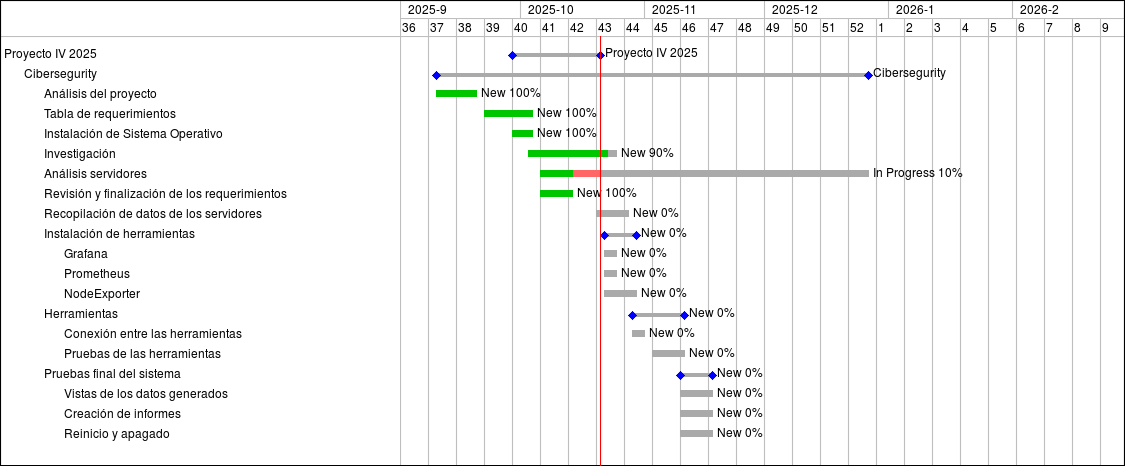 2025-9 2025-10 2025-11 2025-12 2026-1 2026-2
36 37 38 39 40 41 42 43 44 45 46 47 48 49 50 51 52 1 2 3 4 5 6 7 8 9
Proyecto IV 2025 Proyecto IV 2025
Cibersegurity Cibersegurity
Análisis del proyecto New 100%
Tabla de requerimientos New 100%
Instalación de Sistema Operativo New 100%
Investigación New 90%
Análisis servidores In Progress 10%
Revisión y finalización de los requerimientos New 100%
Recopilación de datos de los servidores New 0%
Instalación de herramientas New 0%
Grafana New 0%
Prometheus New 0%
NodeExporter New 0%
Herramientas New 0%
Conexión entre las herramientas New 0%
Pruebas de las herramientas New 0%
Pruebas final del sistema New 0%
Vistas de los datos generados New 0%
Creación de informes New 0%
Reinicio y apagado New 0%